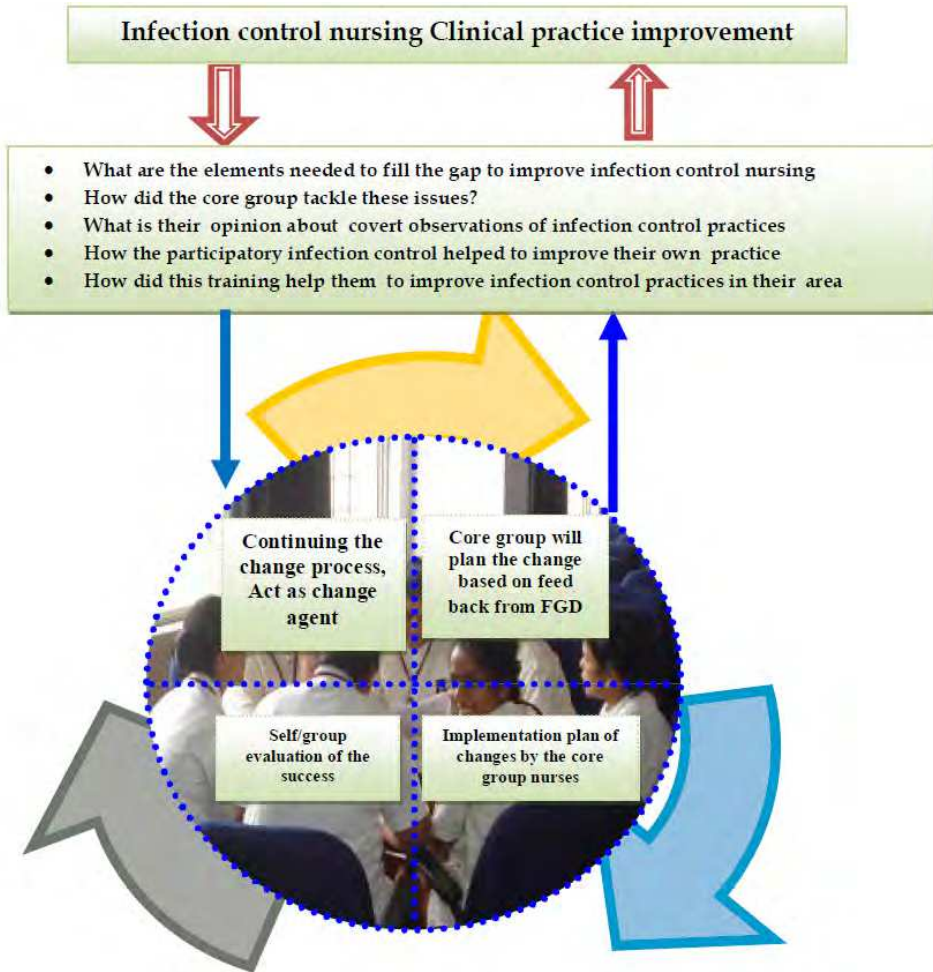 Infection control nursing Clinical practice improvement
• What are the elements needed to fill the gap to improve infection control nursing
• How did the core group tackle these issues?
• What is their opinion about covert observations of infection control practices
• How the participatory infection control helped to improve their own practice
• How did this training help them to improve infection control practices in their area
Continuing the
change process,
Act as change
agent
Core group will
plan the change
based on feed
back from FGD
Self/group
evaluation of the
success
Implementation plan of
changes by the core
group nurses